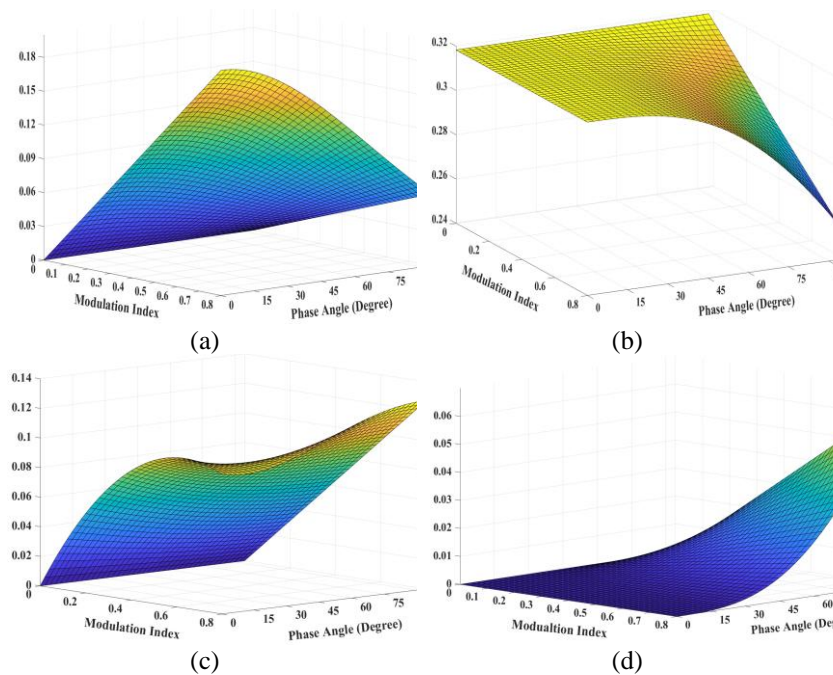 0.18
0.15
0.12
0.09
0.06
0.03
0
0 0.1 0.2 0.3 0.4 0.5 0.6 0.7 0.8
Modulation Index
0 15 30 45 60 75
Phase Angle (Degree)
(a)
0.32
0.3
0.28
0.26
0.24
0 0.2 0.4 0.6 0.8
Modulation Index
0 15 30 45 60 75
Phase Angle (Degree)
(b)
0.14
0.12
0.1
0.08
0.06
0.04
0.02
0
0 0.2 0.4 0.6 0.8
Modulation Index
0 15 30 45 60 75
Phase Angle (Degree)
(c)
0.06
0.05
0.04
0.03
0.02
0.01
0
0 0.1 0.2 0.3 0.4 0.5 0.6 0.7 0.8
Modualtion Index
0 30 60
Phase Angle (Degre
(d)